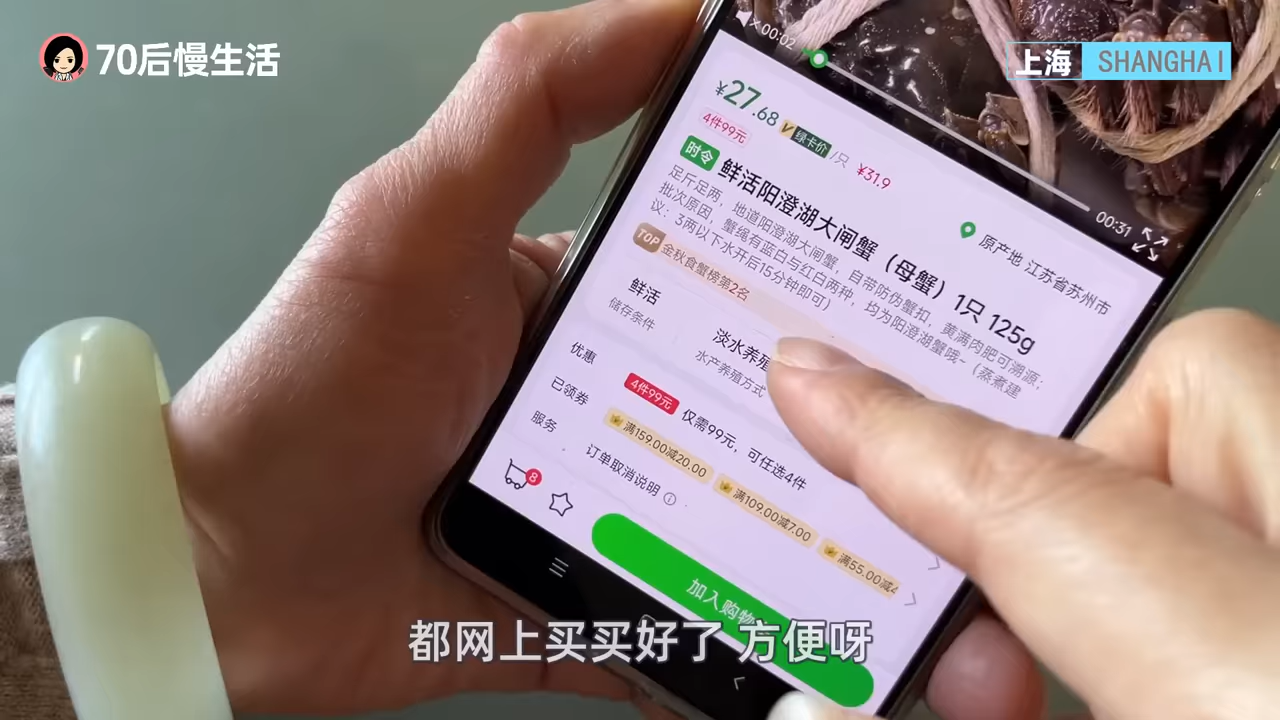 70后慢生活
上海 SHANGHAI
00:02
00:31
¥27.68 绿卡价 /只 ¥31.9
4件99元
原产地 江苏省苏州市
时令 鲜活阳澄湖大闸蟹（母蟹）1只 125g
足斤足两，地道阳澄湖大闸蟹，自带防伪蟹扣，黄满肉肥可溯源；
批次原因，蟹绳有蓝白与红白两种，均为阳澄湖蟹哦~（蒸煮建
议：3两以下水开后15分钟即可）
TOP 金秋食蟹榜第2名
鲜活
储存条件
淡水养殖
水产养殖方式
优惠 4件99元 仅需99元，可任选4件
已领券 满159.00减20.00 满109.00减7.00 满55.00减4
服务 订单取消说明
8
加入购物
都网上买买好了 方便呀